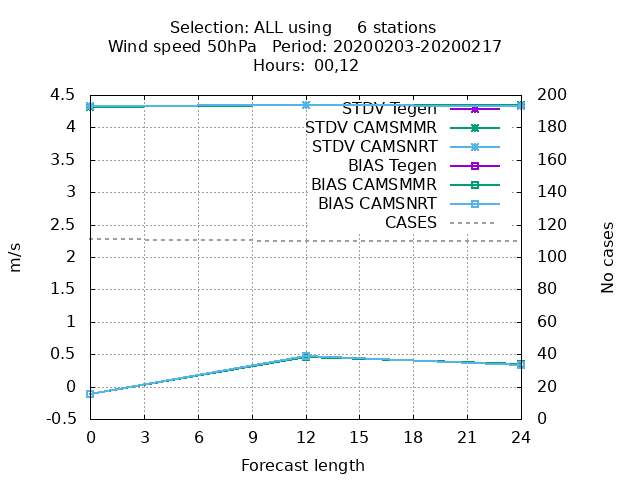 Selection: ALL using     6 stations
Wind speed 50hPa   Period: 20200203-20200217
Hours:  00,12
4.5
4
3.5
3
2.5
2
1.5
1
0.5
0
-0.5
m/s
200
180
160
140
120
100
80
60
40
20
0
No cases
STDV Tegen
STDV CAMSMMR
STDV CAMSNRT
BIAS Tegen
BIAS CAMSMMR
BIAS CAMSNRT
CASES
0 3 6 9 12 15 18 21 24
Forecast length